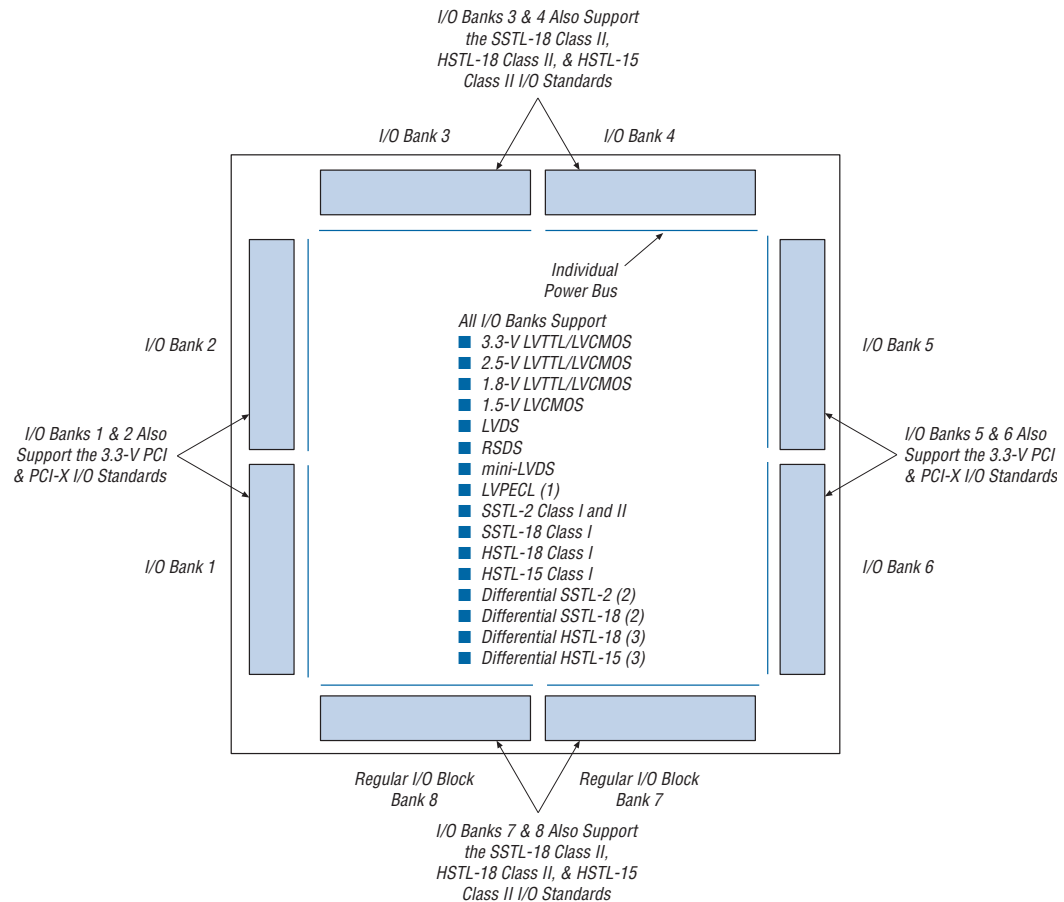 I/O Banks 3 & 4 Also Support
the SSTL-18 Class II,
HSTL-18 Class II, & HSTL-15
Class II I/O Standards
I/O Bank 3
I/O Bank 4
Individual
Power Bus
All I/O Banks Support
3.3-V LVTTL/LVCMOS
2.5-V LVTTL/LVCMOS
1.8-V LVTTL/LVCMOS
1.5-V LVCMOS
LVDS
RSDS
mini-LVDS
LVPECL (1)
SSTL-2 Class I and II
SSTL-18 Class I
HSTL-18 Class I
HSTL-15 Class I
Differential SSTL-2 (2)
Differential SSTL-18 (2)
Differential HSTL-18 (3)
Differential HSTL-15 (3)
I/O Bank 2
I/O Banks 1 & 2 Also
Support the 3.3-V PCI
& PCI-X I/O Standards
I/O Bank 1
I/O Bank 5
I/O Banks 5 & 6 Also
Support the 3.3-V PCI
& PCI-X I/O Standards
I/O Bank 6
Regular I/O Block
Bank 8
Regular I/O Block
Bank 7
I/O Banks 7 & 8 Also Support
the SSTL-18 Class II,
HSTL-18 Class II, & HSTL-15
Class II I/O Standards